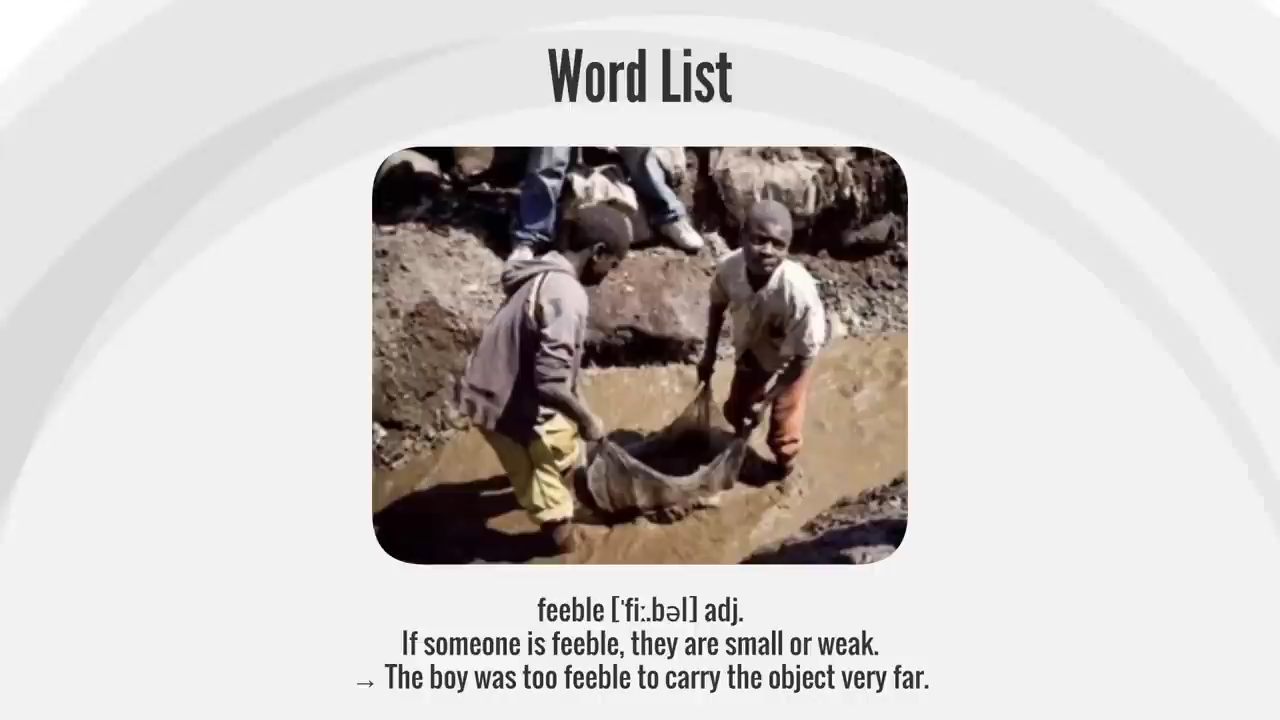 Word List
feeble ['fiː.bəl] adj.
If someone is feeble, they are small or weak.
→ The boy was too feeble to carry the object very far.